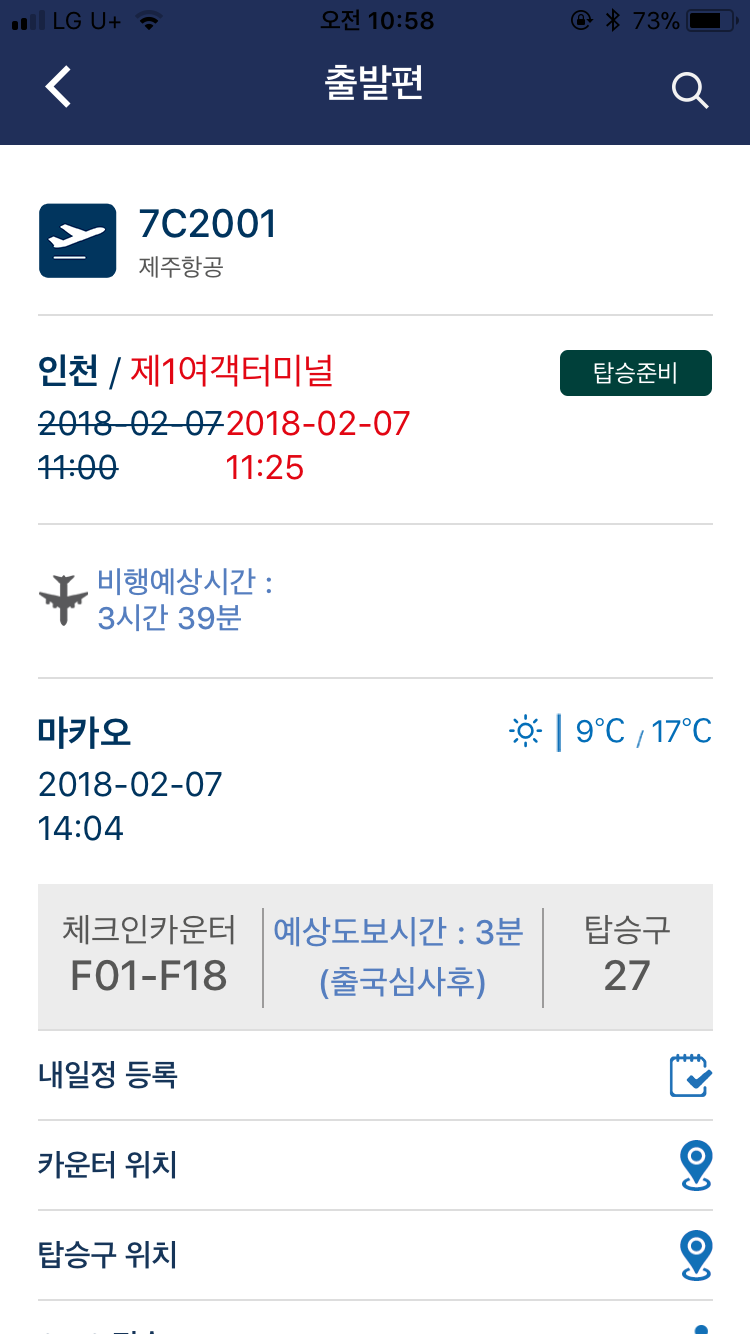 LG U+ 오전 10:58 73%
출발편
7C2001
제주항공
인천 / 제1여객터미널
탑승준비
2018-02-07 2018-02-07
11:00 11:25
비행예상시간 :
3시간 39분
마카오
9℃ / 17℃
2018-02-07
14:04
체크인카운터
F01-F18
예상도보시간 : 3분
(출국심사후)
탑승구
27
내일정 등록
카운터 위치
탑승구 위치